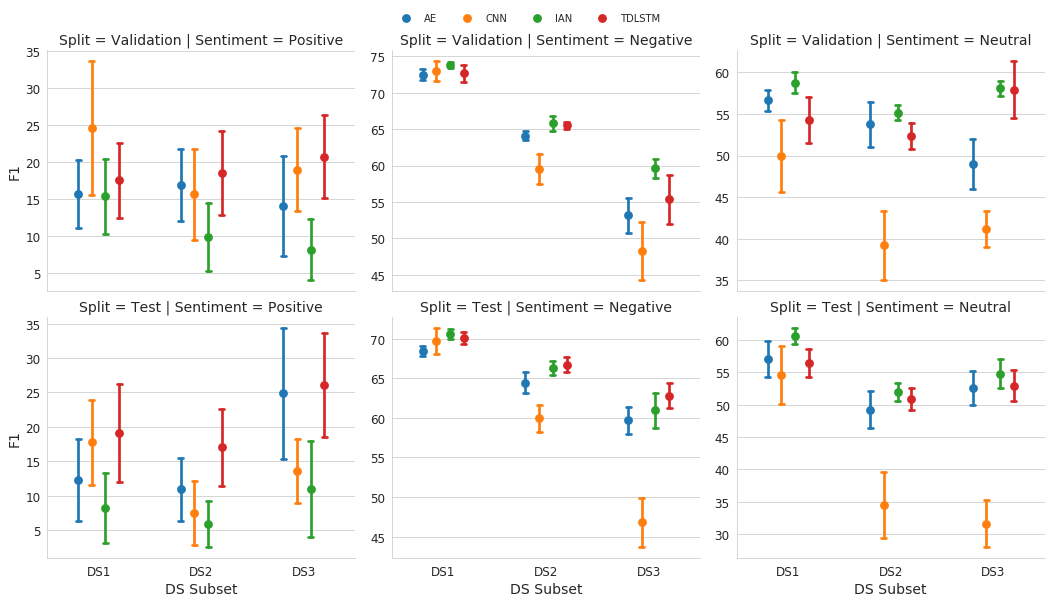 AE CNN IAN TDLSTM
Split = Validation | Sentiment = Positive
Split = Validation | Sentiment = Negative
Split = Validation | Sentiment = Neutral
35
30
25
20
15
10
5
F1
75
70
65
60
55
50
45
60
55
50
45
40
35
Split = Test | Sentiment = Positive
Split = Test | Sentiment = Negative
Split = Test | Sentiment = Neutral
35
30
25
20
15
10
5
F1
70
65
60
55
50
45
60
55
50
45
40
35
30
DS1 DS2 DS3
DS Subset
DS1 DS2 DS3
DS Subset
DS1 DS2 DS3
DS Subset